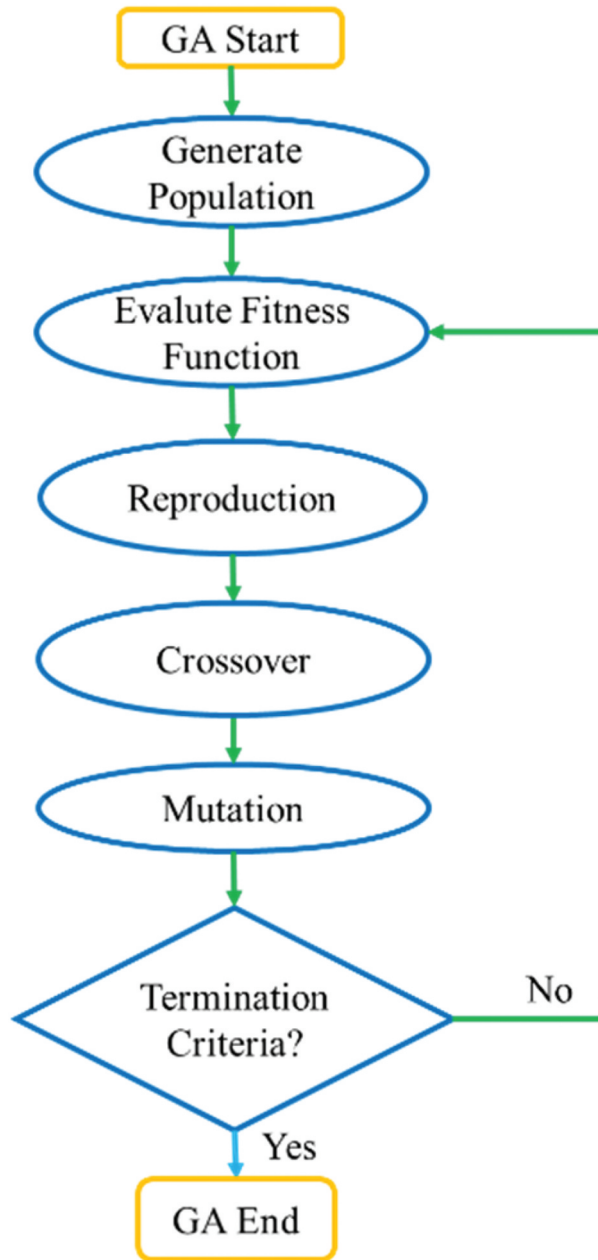 GA Start
Generate
Population
Evalute Fitness
Function
Reproduction
Crossover
Mutation
Termination
Criteria?
No
Yes
GA End